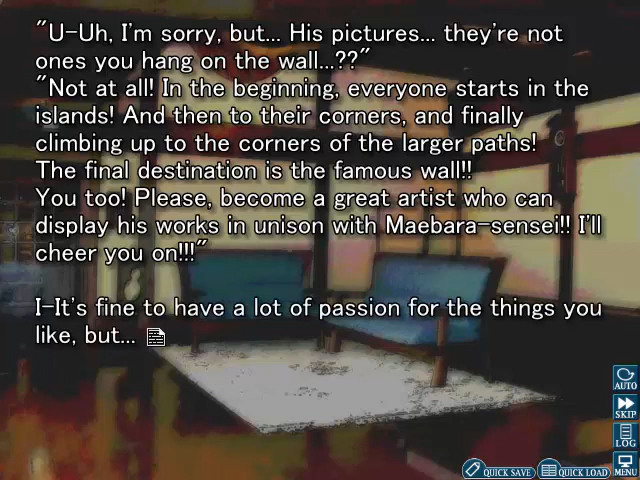 "U-Uh, I'm sorry, but... His pictures... they're not
ones you hang on the wall...??"
"Not at all! In the beginning, everyone starts in the
islands! And then to their corners, and finally
climbing up to the corners of the larger paths!
The final destination is the famous wall!!
You too! Please, become a great artist who can
display his works in unison with Maebara-sensei!! I'll
cheer you on!!!"
I-It's fine to have a lot of passion for the things you
like, but...
AUTO
SKIP
LOG
MENU
QUICK SAVE
QUICK LOAD